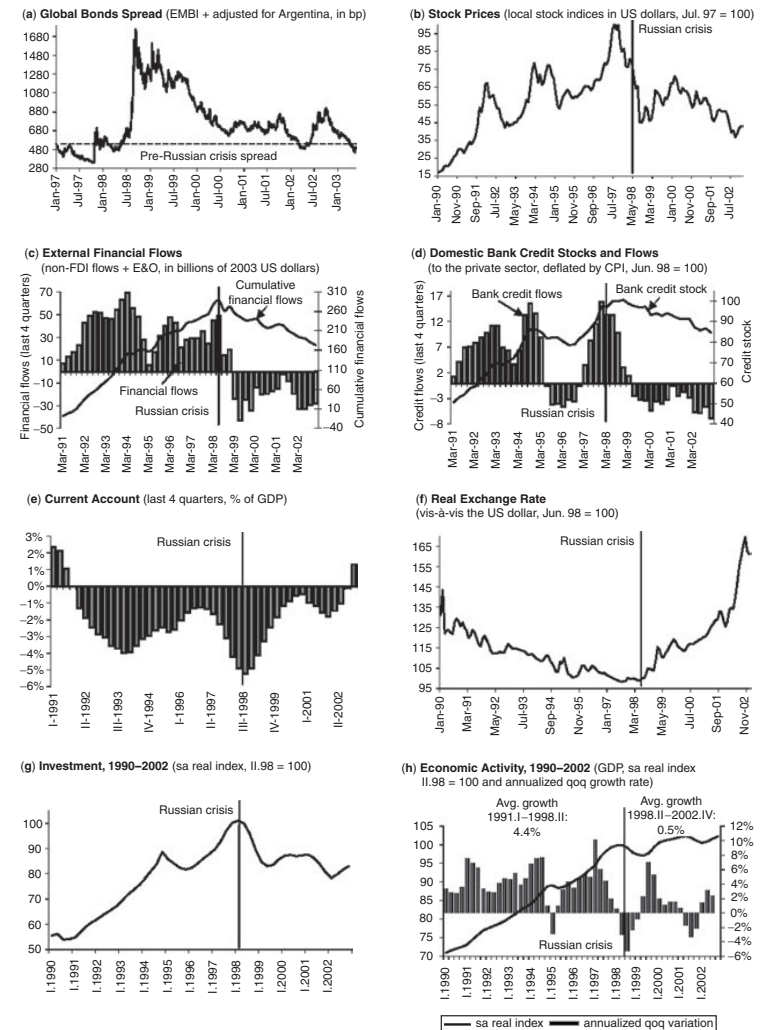 (a) Global Bonds Spread (EMBI + adjusted for Argentina, in bp)
1680
1480
1280
1080
880
680
480
280
Pre-Russian crisis spread
Jan-97
Jul-97
Jan-98
Jul-98
Jan-99
Jul-99
Jan-00
Jul-00
Jan-01
Jul-01
Jan-02
Jul-02
Jan-03
(b) Stock Prices (local stock indices in US dollars, Jul. 97 = 100)
Russian crisis
95
85
75
65
55
45
35
25
15
Jan-90
Nov-90
Sep-91
Jul-92
May-93
Mar-94
Jan-95
Nov-95
Sep-96
Jul-97
May-98
Mar-99
Jan-00
Nov-00
Sep-01
Jul-02
(c) External Financial Flows
(non-FDI flows + E&O, in billions of 2003 US dollars)
Financial flows (last 4 quarters)
70
50
30
10
−10
−30
−50
Cumulative
financial flows
Financial flows
Russian crisis
310
260
210
160
110
60
10
−40
Cumulative financial flows
Mar-91
Mar-92
Mar-93
Mar-94
Mar-95
Mar-96
Mar-97
Mar-98
Mar-99
Mar-00
Mar-01
Mar-02
(d) Domestic Bank Credit Stocks and Flows
(to the private sector, deflated by CPI, Jun. 98 = 100)
Credit flows (last 4 quarters)
17
12
7
2
−3
−8
Bank credit flows
Bank credit stock
Russian crisis
100
90
80
70
60
50
40
Credit stock
Mar-91
Mar-92
Mar-93
Mar-94
Mar-95
Mar-96
Mar-97
Mar-98
Mar-99
Mar-00
Mar-01
Mar-02
(e) Current Account (last 4 quarters, % of GDP)
3%
2%
1%
0%
−1%
−2%
−3%
−4%
−5%
−6%
Russian crisis
I-1991
II-1992
III-1993
IV-1994
I-1996
II-1997
III-1998
IV-1999
I-2001
II-2002
(f) Real Exchange Rate
(vis-à-vis the US dollar, Jun. 98 = 100)
165
155
145
135
125
115
105
95
Russian crisis
Jan-90
Mar-91
May-92
Jul-93
Sep-94
Nov-95
Jan-97
Mar-98
May-99
Jul-00
Sep-01
Nov-02
(g) Investment, 1990–2002 (sa real index, II.98 = 100)
100
90
80
70
60
50
Russian crisis
I.1990
I.1991
I.1992
I.1993
I.1994
I.1995
I.1996
I.1997
I.1998
I.1999
I.2000
I.2001
I.2002
(h) Economic Activity, 1990–2002 (GDP, sa real index
II.98 = 100 and annualized qoq growth rate)
Avg. growth
1991.I–1998.II:
4.4%
Avg. growth
1998.II–2002.IV:
0.5%
105
100
95
90
85
80
75
70
12%
10%
8%
6%
4%
2%
0%
−2%
−4%
−6%
Russian crisis
I.1990
I.1991
I.1992
I.1993
I.1994
I.1995
I.1996
I.1997
I.1998
I.1999
I.2000
I.2001
I.2002
sa real index
annualized qoq variation